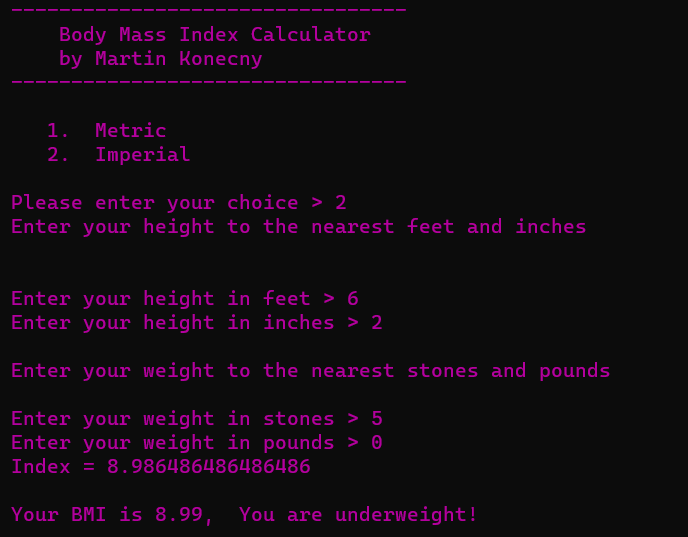 ---------------------------------
Body Mass Index Calculator
by Martin Konecny
---------------------------------
1. Metric
2. Imperial
Please enter your choice > 2
Enter your height to the nearest feet and inches
Enter your height in feet > 6
Enter your height in inches > 2
Enter your weight to the nearest stones and pounds
Enter your weight in stones > 5
Enter your weight in pounds > 0
Index = 8.986486486486486
Your BMI is 8.99,  You are underweight!